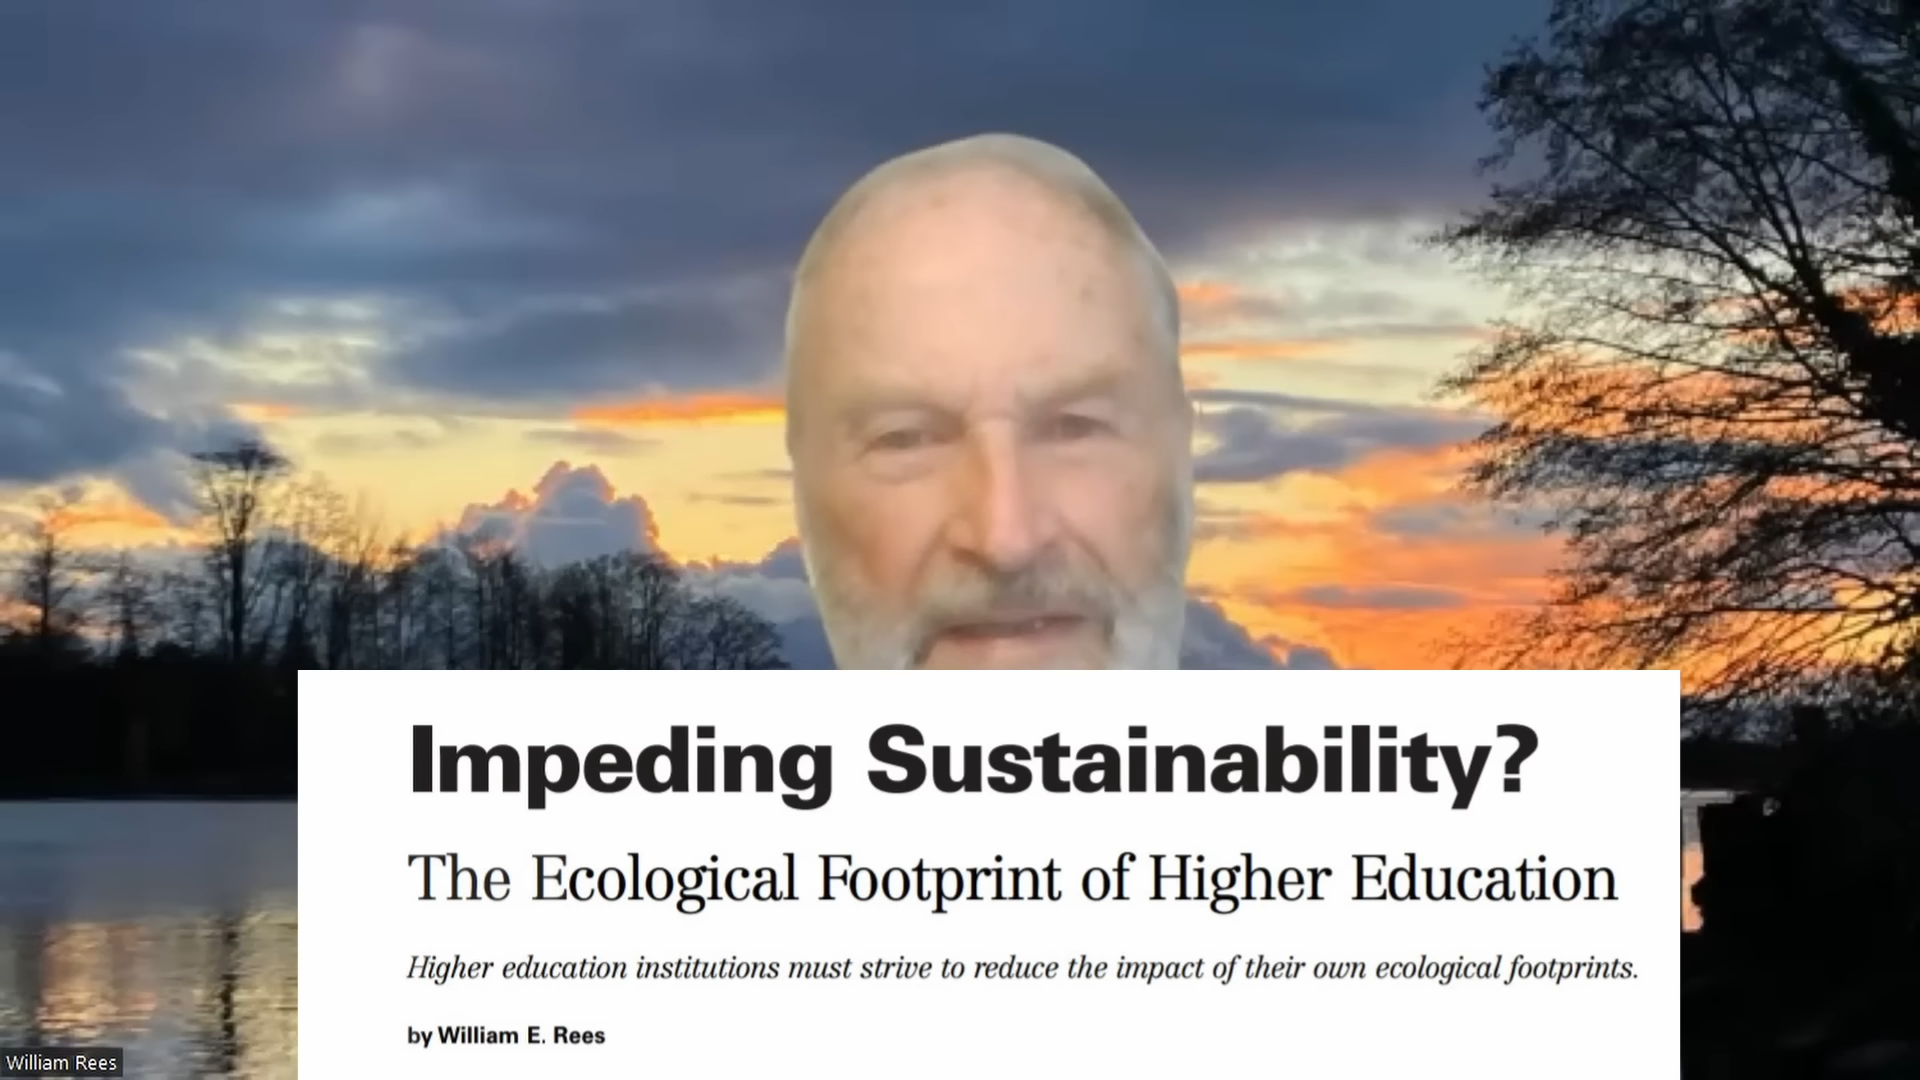 Impeding Sustainability?
The Ecological Footprint of Higher Education
Higher education institutions must strive to reduce the impact of their own ecological footprints.
by William E. Rees
William Rees